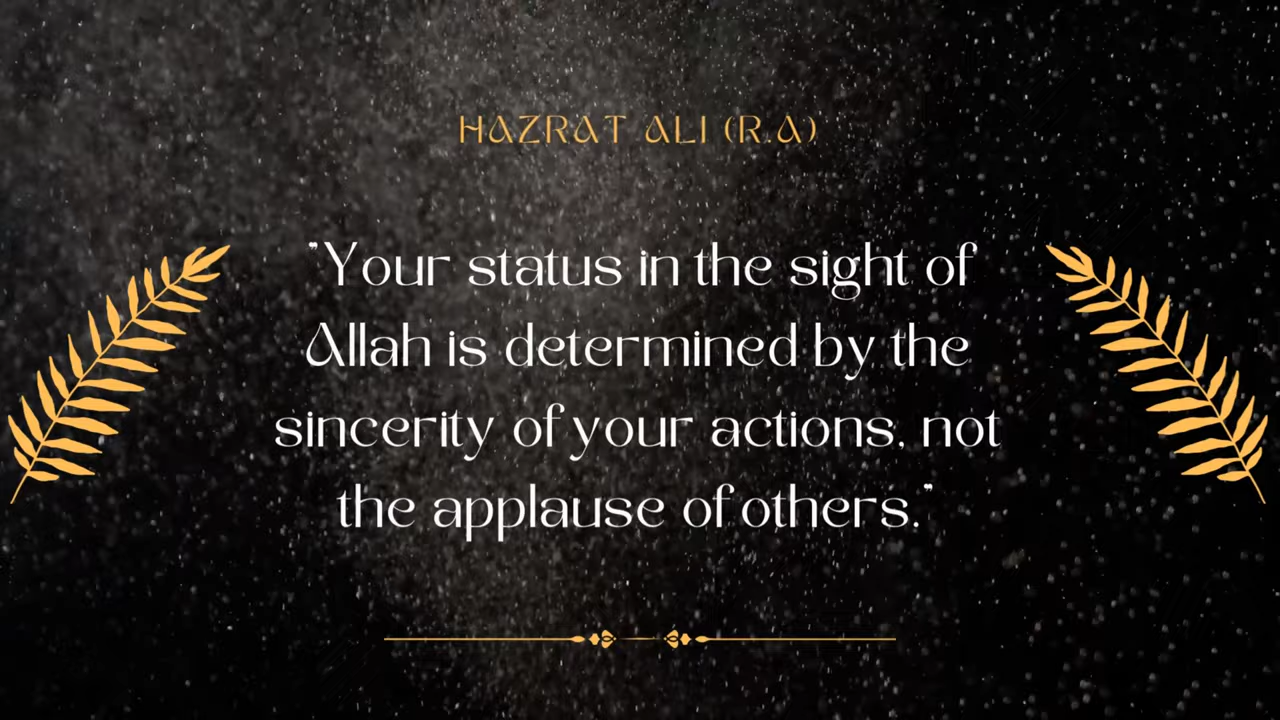 HAZRAT ALI (R.A)
"Your status in the sight of
Allah is determined by the
sincerity of your actions, not
the applause of others."